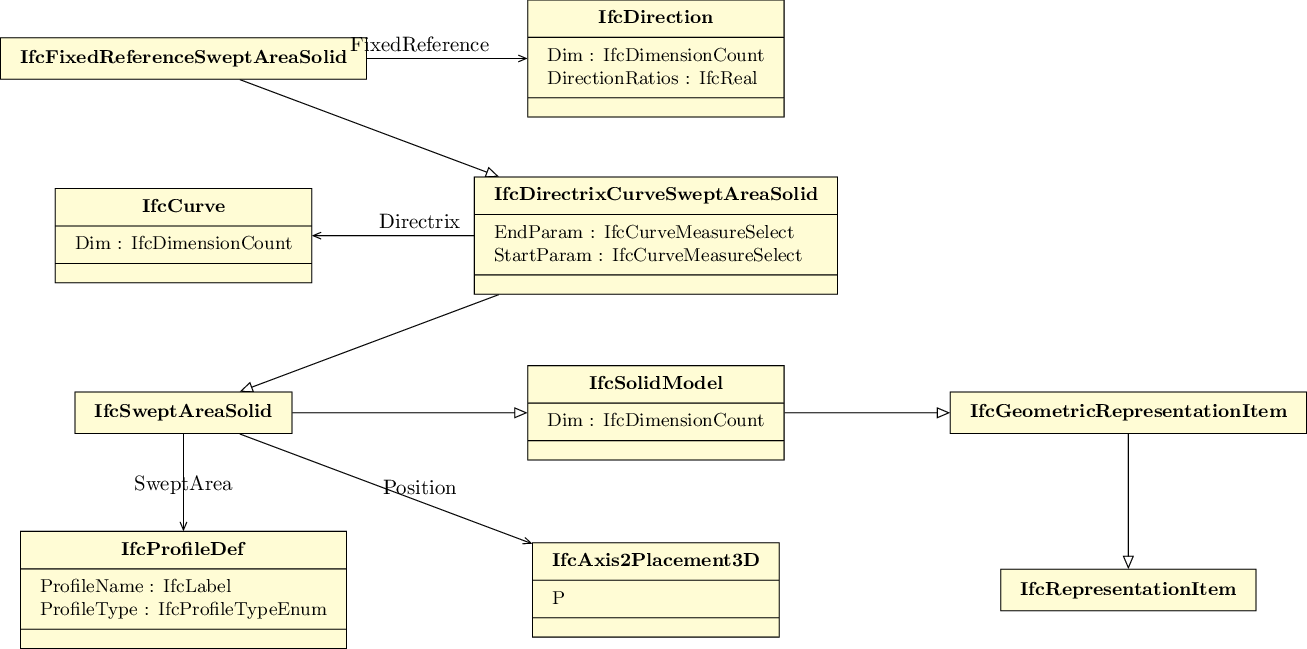 IfcDirection
IfcFixedReferenceSweptAreaSolid
FixedReference
Dim : IfcDimensionCount
DirectionRatios : IfcReal
IfcDirectrixCurveSweptAreaSolid
EndParam : IfcCurveMeasureSelect
StartParam : IfcCurveMeasureSelect
Directrix
IfcCurve
Dim : IfcDimensionCount
IfcSweptAreaSolid
IfcSolidModel
Dim : IfcDimensionCount
IfcGeometricRepresentationItem
SweptArea
Position
IfcProfileDef
ProfileName : IfcLabel
ProfileType : IfcProfileTypeEnum
IfcAxis2Placement3D
P
IfcRepresentationItem